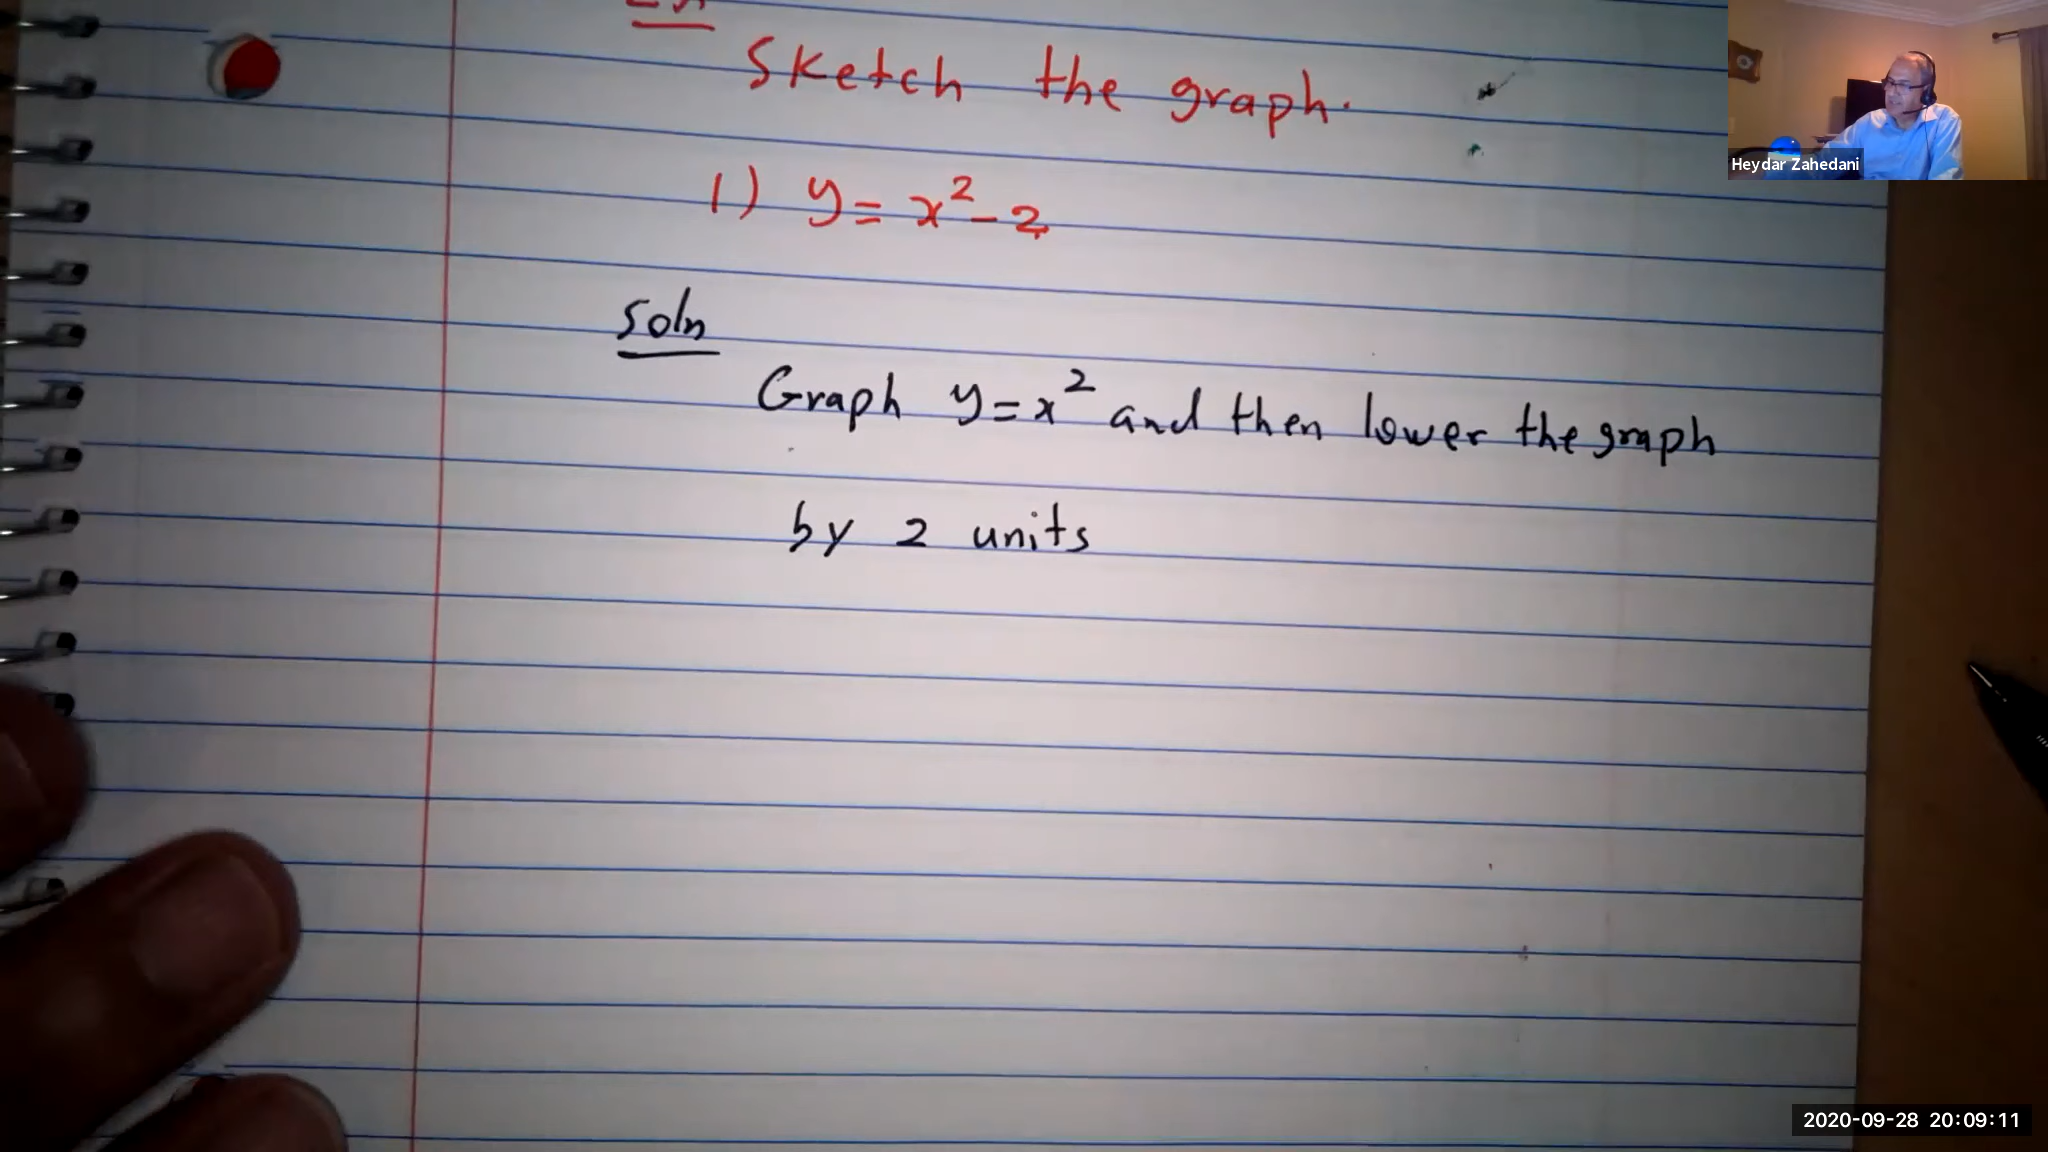 Sketch the graph.
1) y = x² - 2
Soln
Graph y = x² and then lower the graph
by 2 units
Heydar Zahedani
2020-09-28 20:09:11